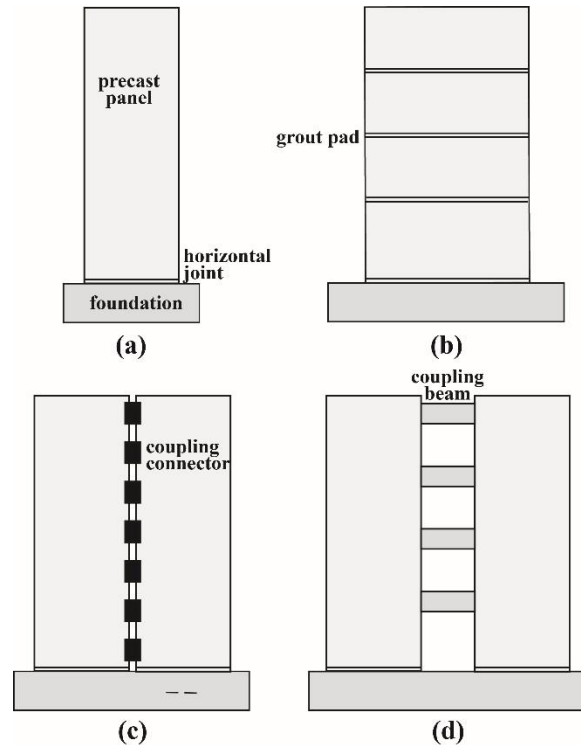 precast
panel
horizontal
joint
foundation
(a)
grout pad
(b)
coupling
connector
(c)
coupling
beam
(d)